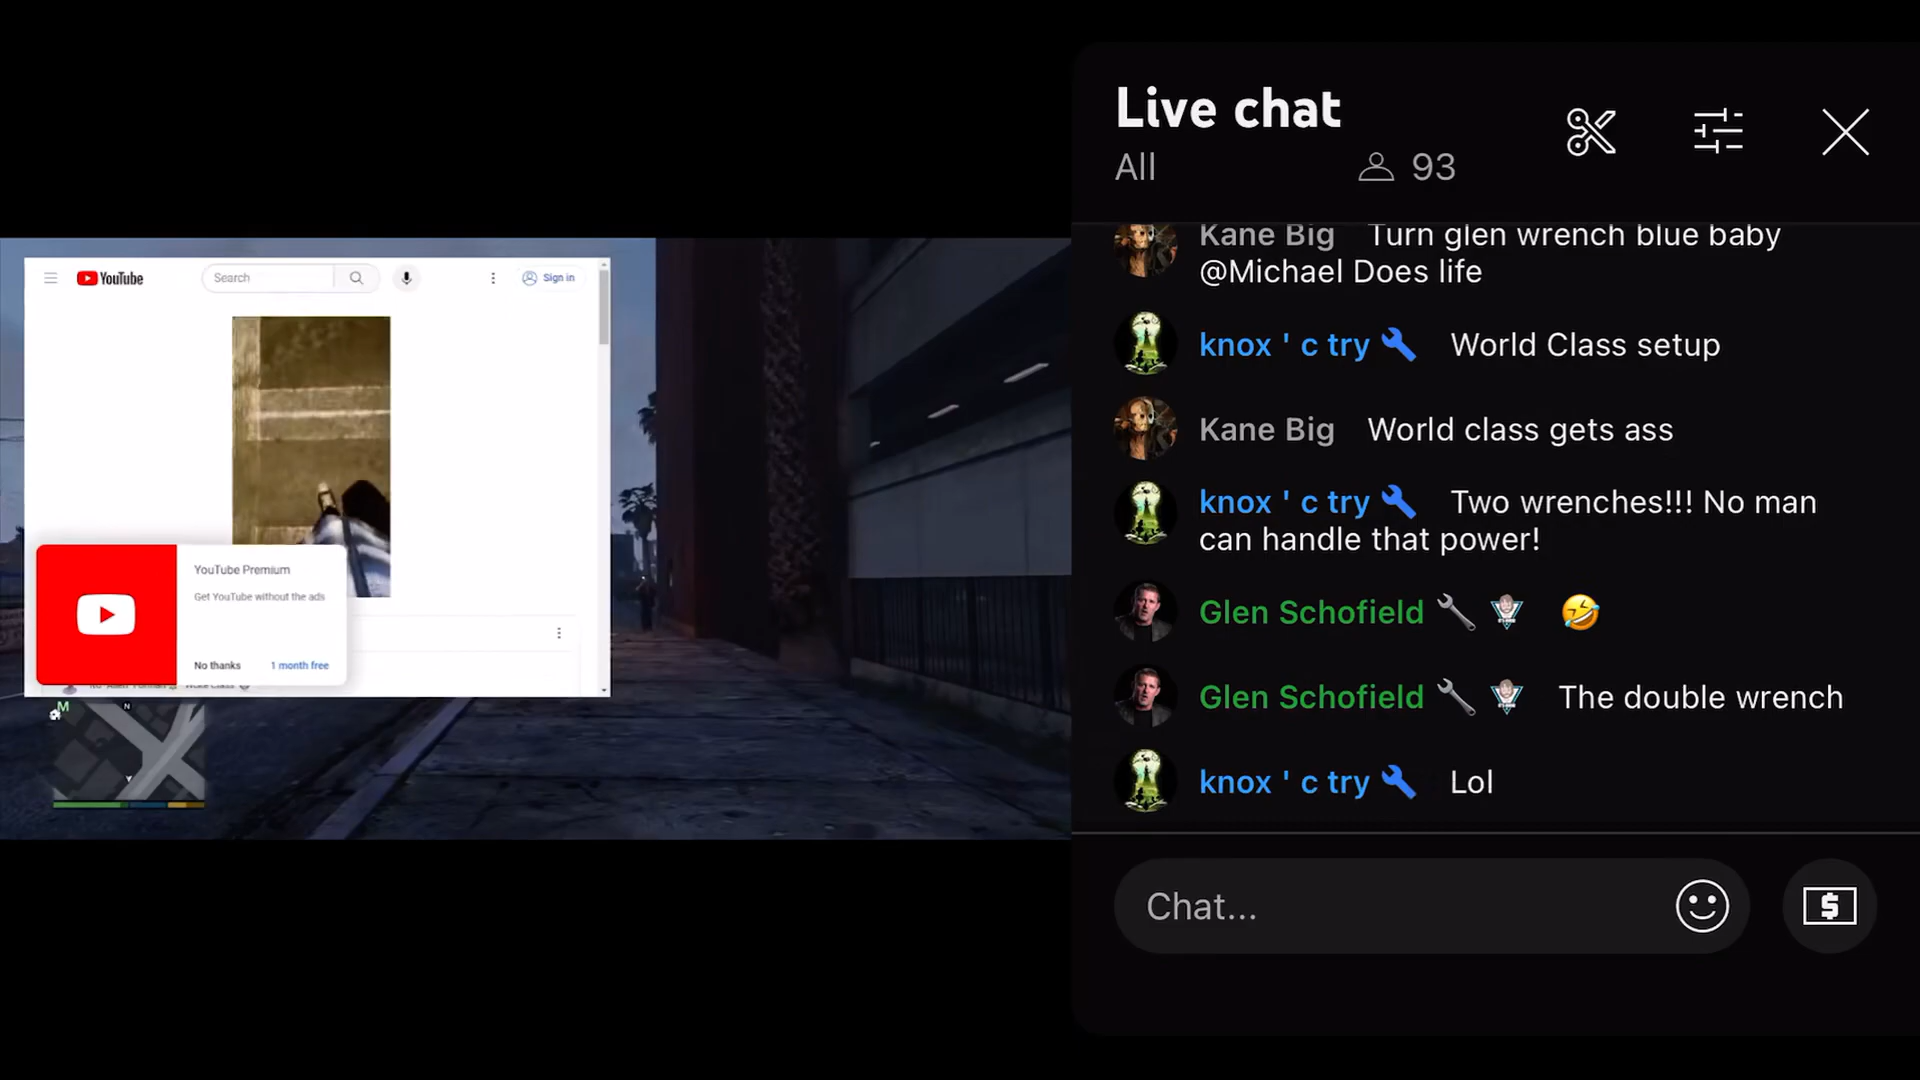 YouTube
Search
Sign in
YouTube Premium
Get YouTube without the ads
No thanks
1 month free
M
N
Live chat
All
93
Kane Big Turn glen wrench blue baby
@Michael Does life
knox ' c try World Class setup
Kane Big World class gets ass
knox ' c try Two wrenches!!! No man
can handle that power!
Glen Schofield 🤣
Glen Schofield The double wrench
knox ' c try Lol
Chat...
$